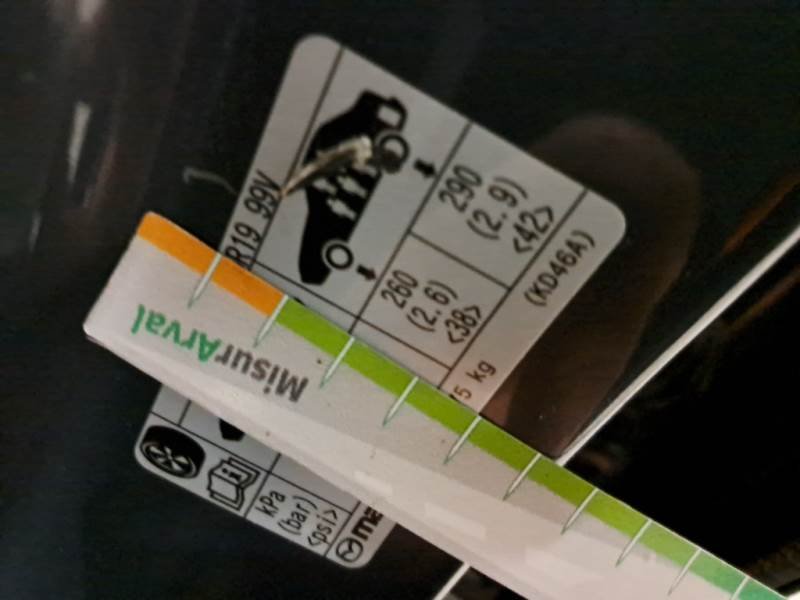 R19 99V
290
(2.9)
<42>
260
(2.6)
<38>
(KD46A)
5 kg
MisurArval
kPa
(bar)
<psi>